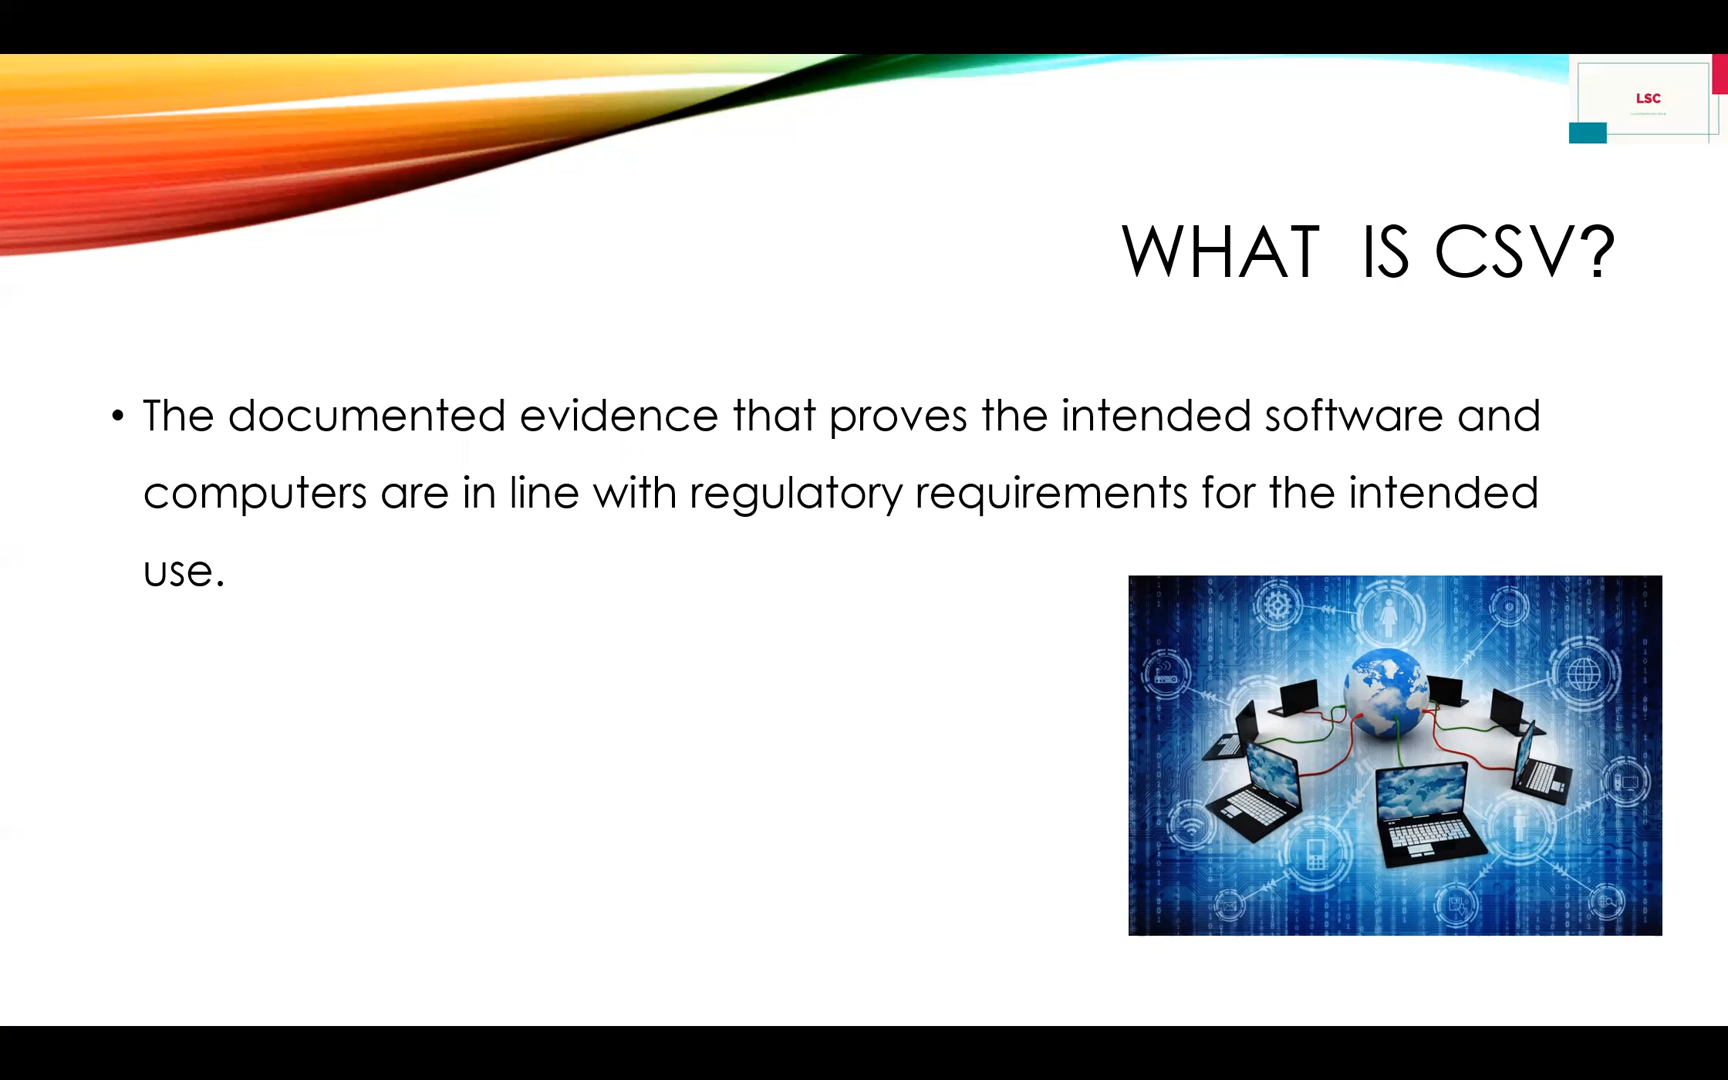 LSC
WHAT IS CSV?
• The documented evidence that proves the intended software and
computers are in line with regulatory requirements for the intended
use.